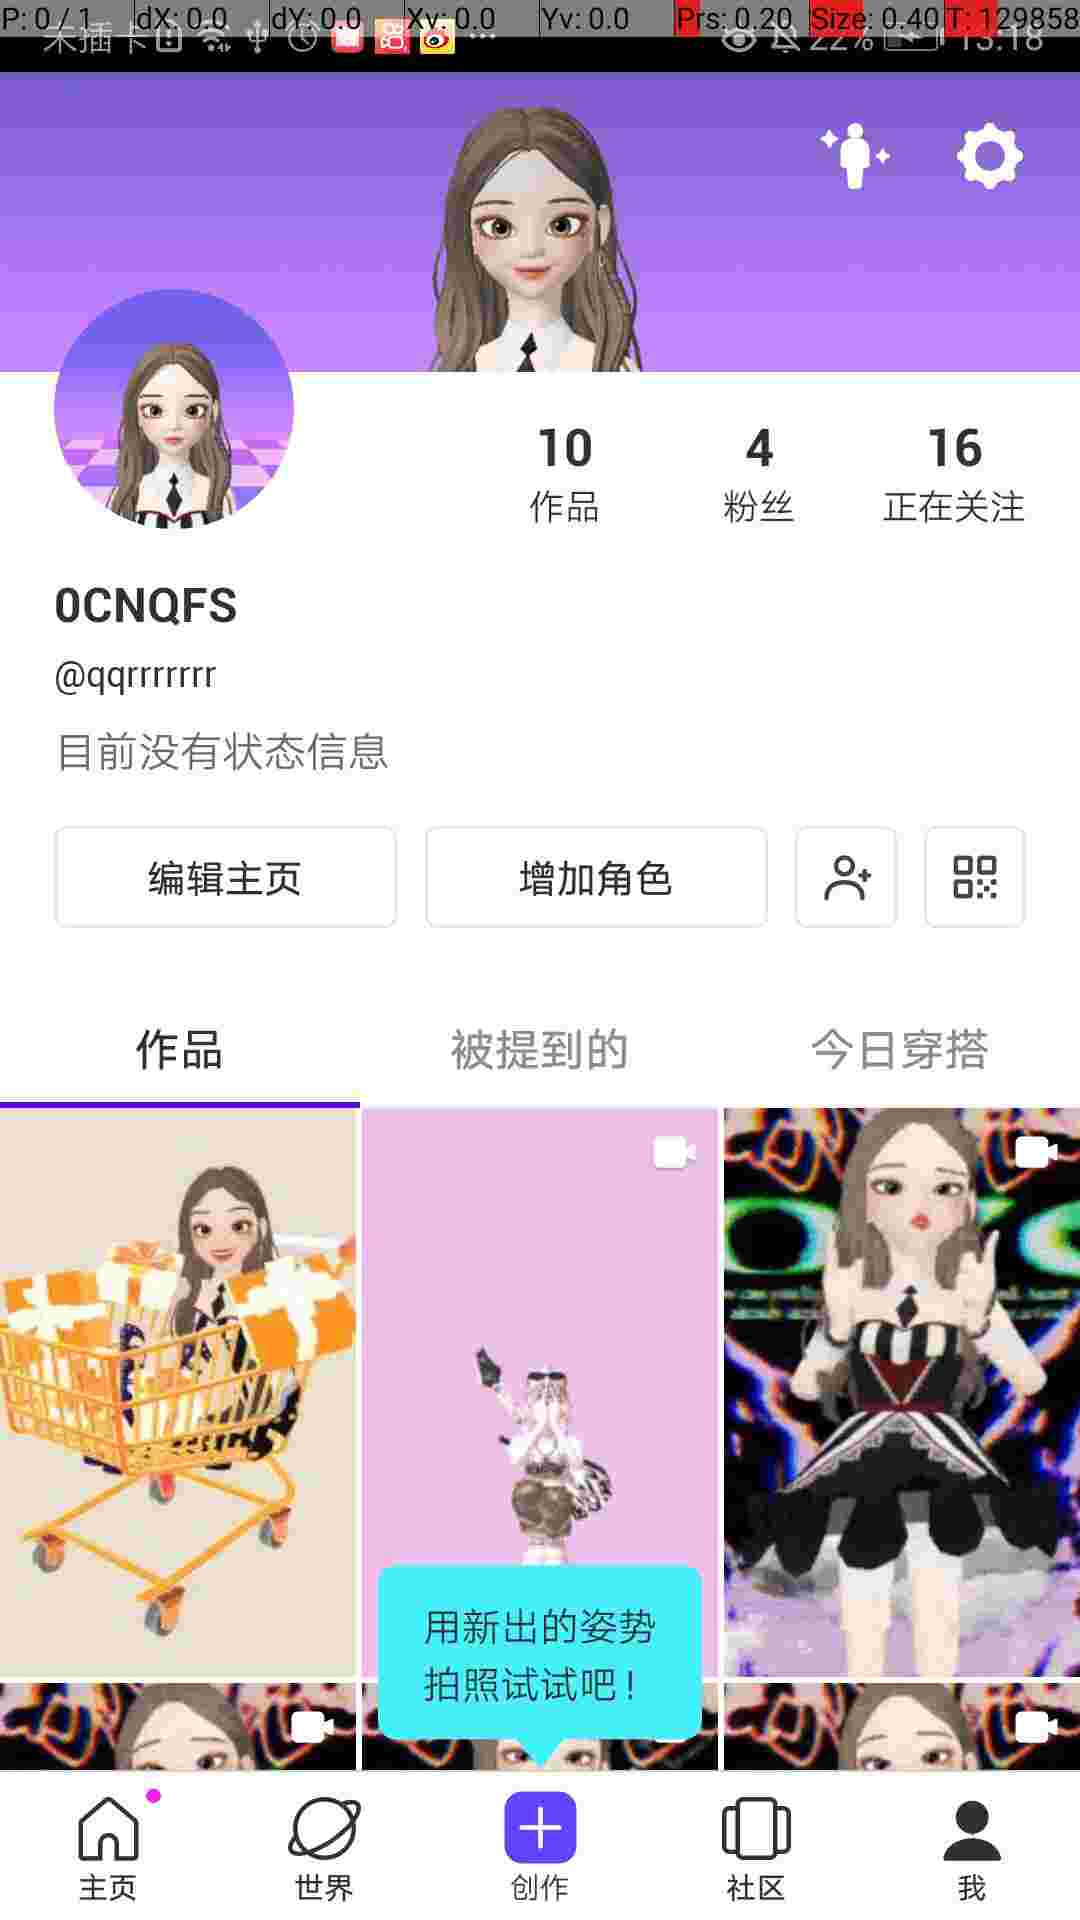 P: 0 / 1 dX: 0.0 dY: 0.0 Xv: 0.0 Yv: 0.0 Prs: 0.20 Size: 0.40 T: 129858
未插卡 22% 13:18
10 4 16
作品 粉丝 正在关注
0CNQFS
@qqrrrrrrr
目前没有状态信息
编辑主页 增加角色
作品 被提到的 今日穿搭
用新出的姿势
拍照试试吧!
主页 世界 创作 社区 我